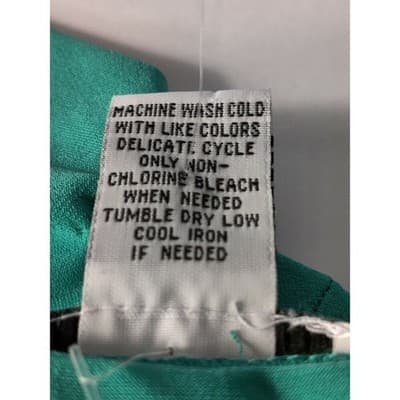 MACHINE WASH COLD
WITH LIKE COLORS
DELICATE CYCLE
ONLY NON-
CHLORINE BLEACH
WHEN NEEDED
TUMBLE DRY LOW
COOL IRON
IF NEEDED